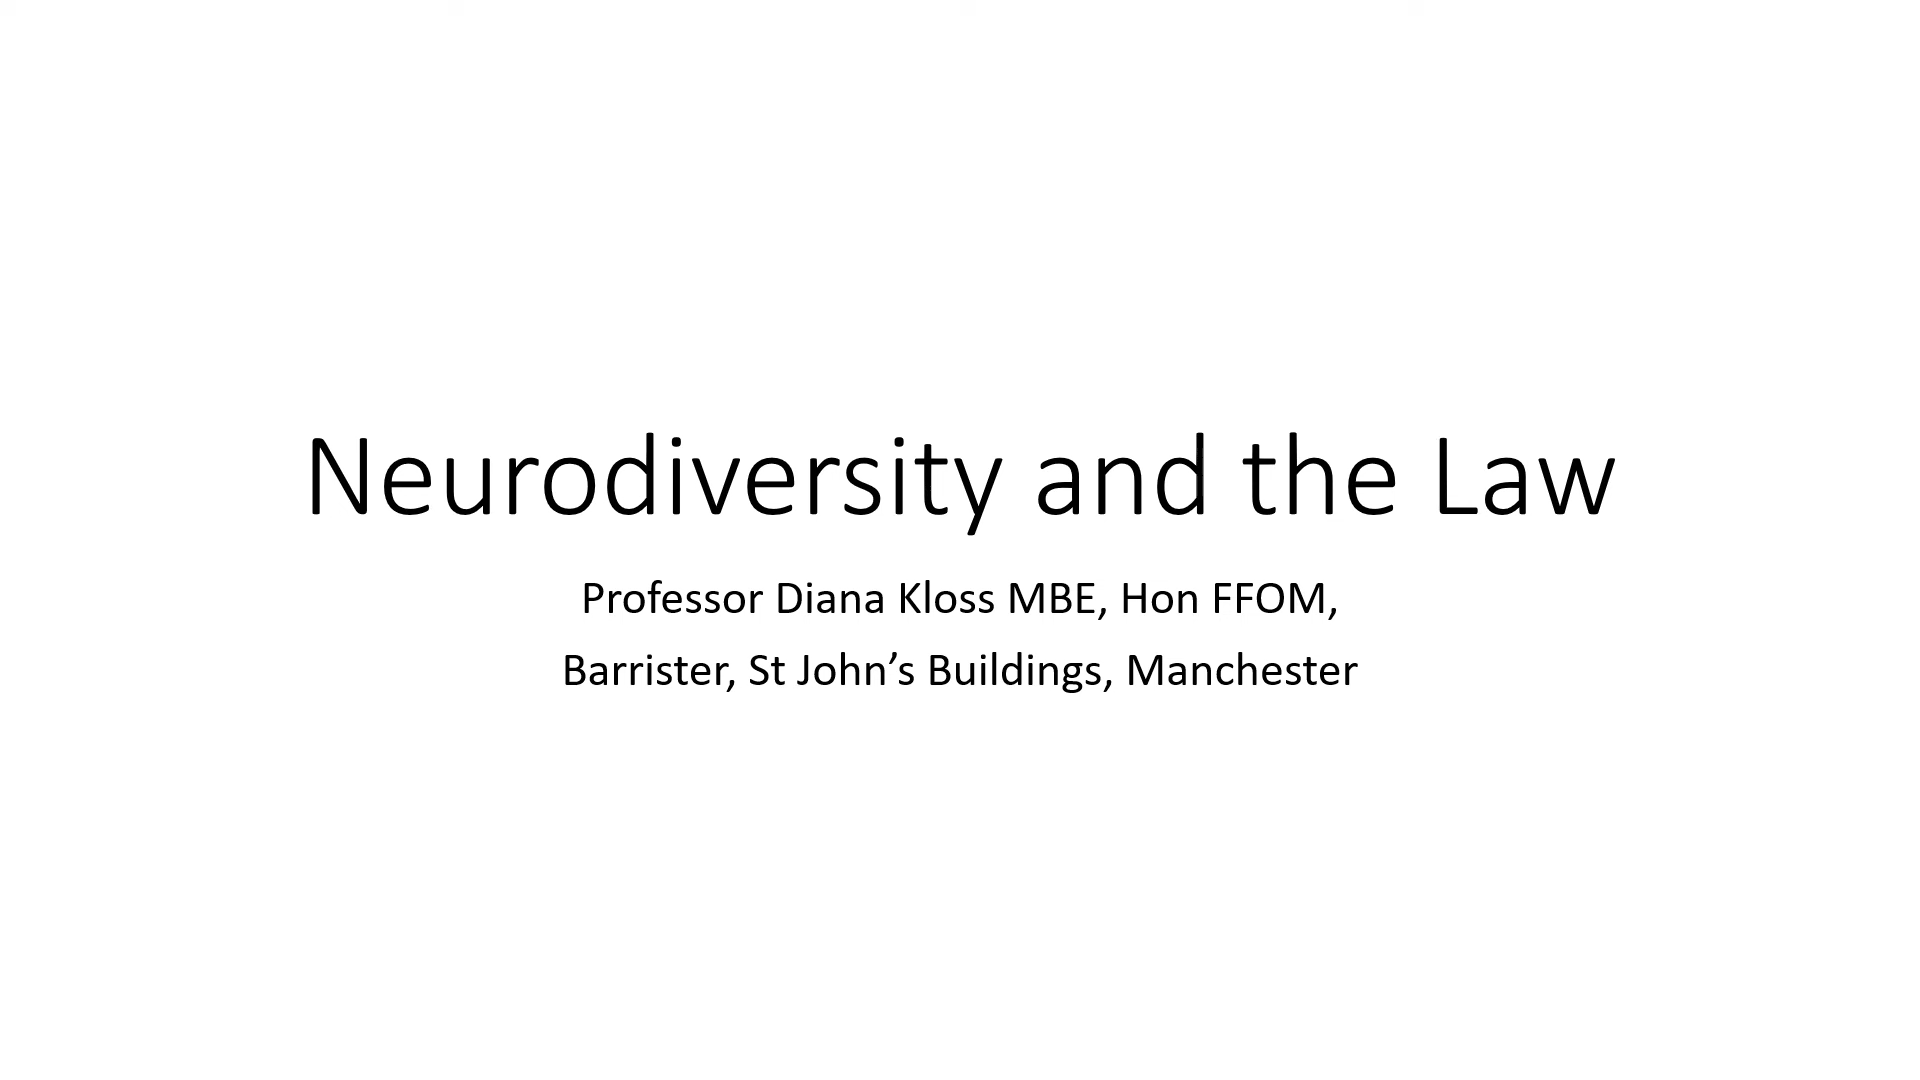 Neurodiversity and the Law
Professor Diana Kloss MBE, Hon FFOM,
Barrister, St John’s Buildings, Manchester